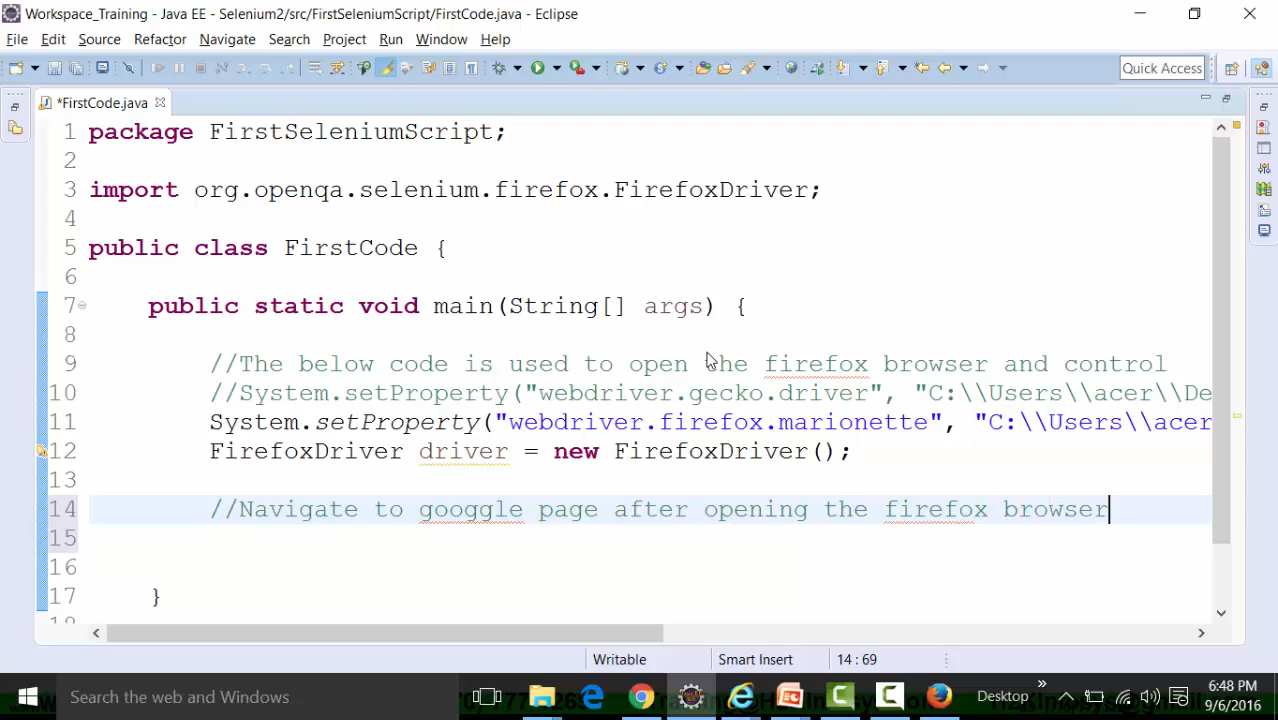 Workspace_Training - Java EE - Selenium2/src/FirstSeleniumScript/FirstCode.java - Eclipse
File Edit Source Refactor Navigate Search Project Run Window Help
Quick Access
*FirstCode.java
1 package FirstSeleniumScript;
2
3 import org.openqa.selenium.firefox.FirefoxDriver;
4
5 public class FirstCode {
6
7 public static void main(String[] args) {
8
9 //The below code is used to open the firefox browser and control
10 //System.setProperty("webdriver.gecko.driver", "C:\\Users\\acer\\De
11 System.setProperty("webdriver.firefox.marionette", "C:\\Users\\acer
12 FirefoxDriver driver = new FirefoxDriver();
13
14 //Navigate to googgle page after opening the firefox browser
15
16
17 }
Writable Smart Insert 14 : 69
Search the web and Windows
Desktop
6:48 PM
9/6/2016